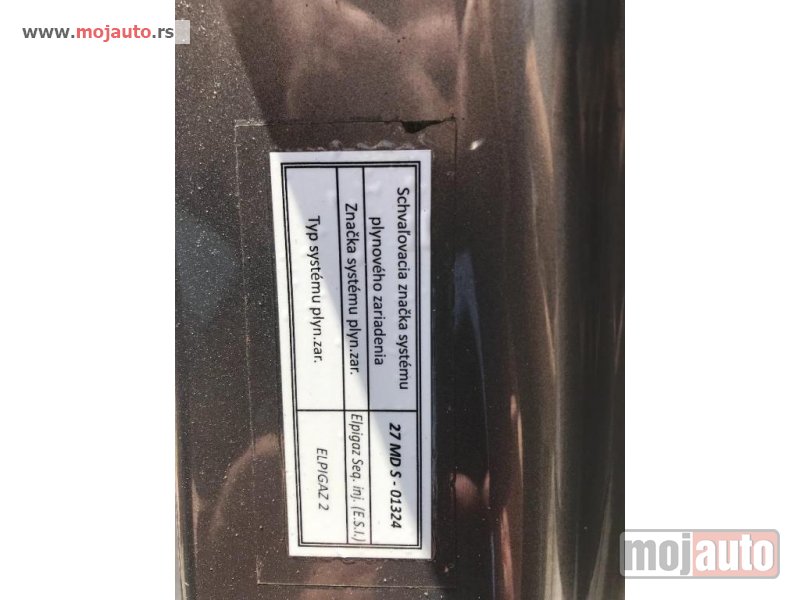 www.mojauto.rs
Schvaľovacia značka systému
plynového zariadenia
27 MD S - 01324
Značka systému plyn.zar.
Elpigaz Seq. inj. (E.S.I.)
Typ systému plyn.zar.
ELPIGAZ 2
mojauto